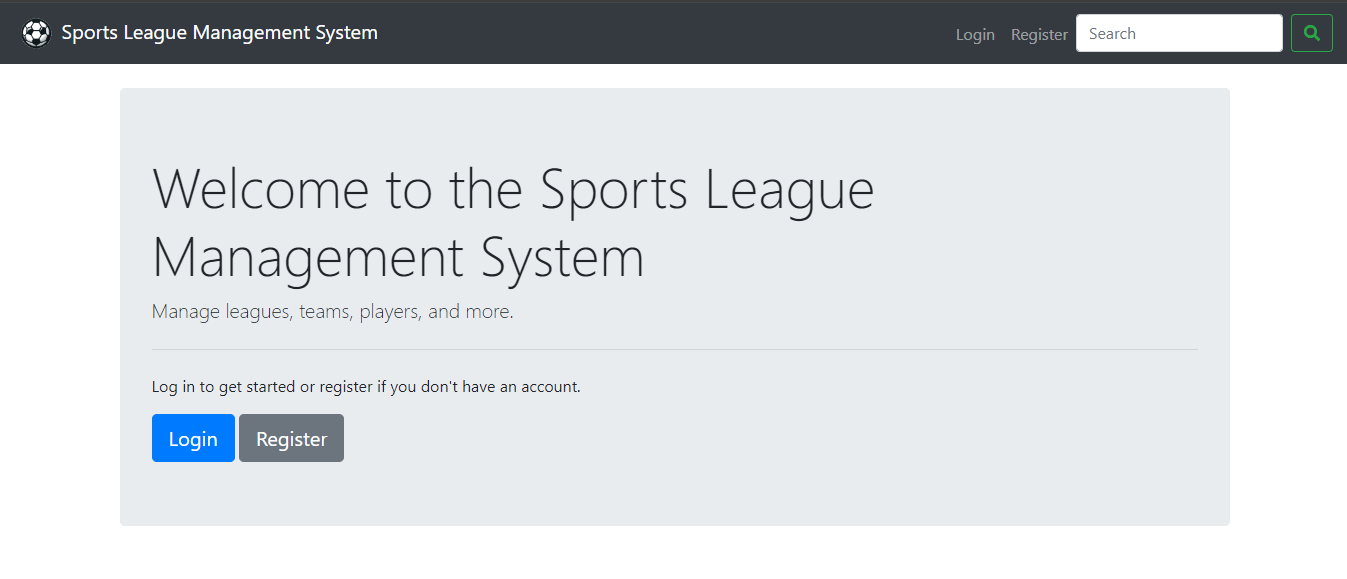 Sports League Management System
Login
Register
Search
Welcome to the Sports League
Management System
Manage leagues, teams, players, and more.
Log in to get started or register if you don't have an account.
Login
Register